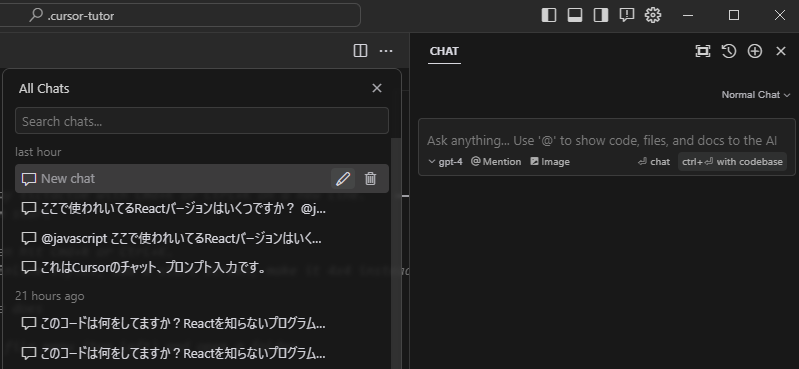 .cursor-tutor
CHAT
All Chats
Search chats...
last hour
New chat
ここで使われいてるReactバージョンはいくつですか？ @j...
@javascript ここで使われいてるReactバージョンはいく...
これはCursorのチャット、プロンプト入力です。
21 hours ago
このコードは何をしてますか？Reactを知らないプログラム...
このコードは何をしてますか？Reactを知らないプログラム...
Normal Chat
Ask anything... Use '@' to show code, files, and docs to the AI
gpt-4 @ Mention Image ⏎ chat ctrl+⏎ with codebase